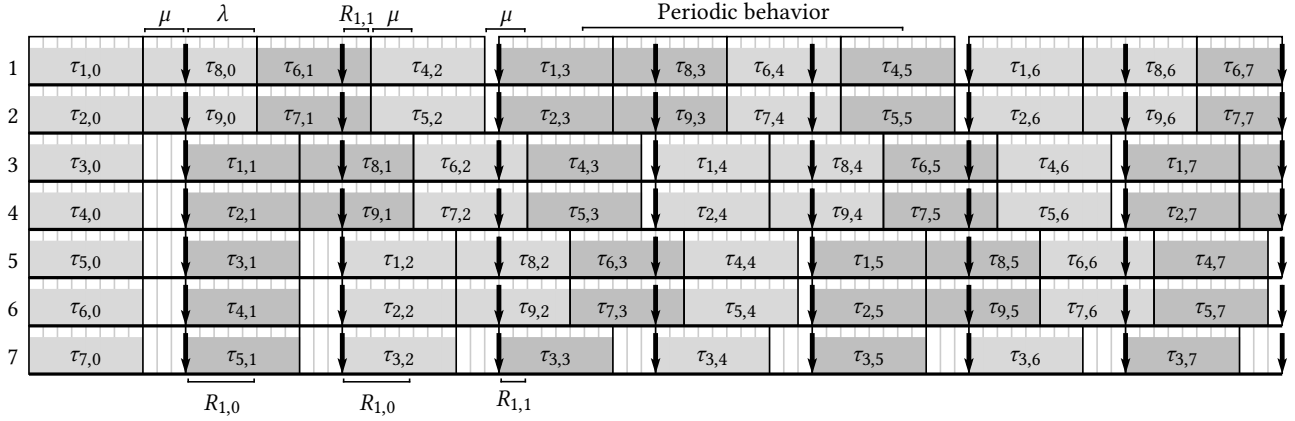 μ λ R1,1 μ μ Periodic behavior
1 τ1,0 τ8,0 τ6,1 τ4,2 τ1,3 τ8,3 τ6,4 τ4,5 τ1,6 τ8,6 τ6,7
2 τ2,0 τ9,0 τ7,1 τ5,2 τ2,3 τ9,3 τ7,4 τ5,5 τ2,6 τ9,6 τ7,7
3 τ3,0 τ1,1 τ8,1 τ6,2 τ4,3 τ1,4 τ8,4 τ6,5 τ4,6 τ1,7
4 τ4,0 τ2,1 τ9,1 τ7,2 τ5,3 τ2,4 τ9,4 τ7,5 τ5,6 τ2,7
5 τ5,0 τ3,1 τ1,2 τ8,2 τ6,3 τ4,4 τ1,5 τ8,5 τ6,6 τ4,7
6 τ6,0 τ4,1 τ2,2 τ9,2 τ7,3 τ5,4 τ2,5 τ9,5 τ7,6 τ5,7
7 τ7,0 τ5,1 τ3,2 τ3,3 τ3,4 τ3,5 τ3,6 τ3,7
R1,0 R1,0 R1,1